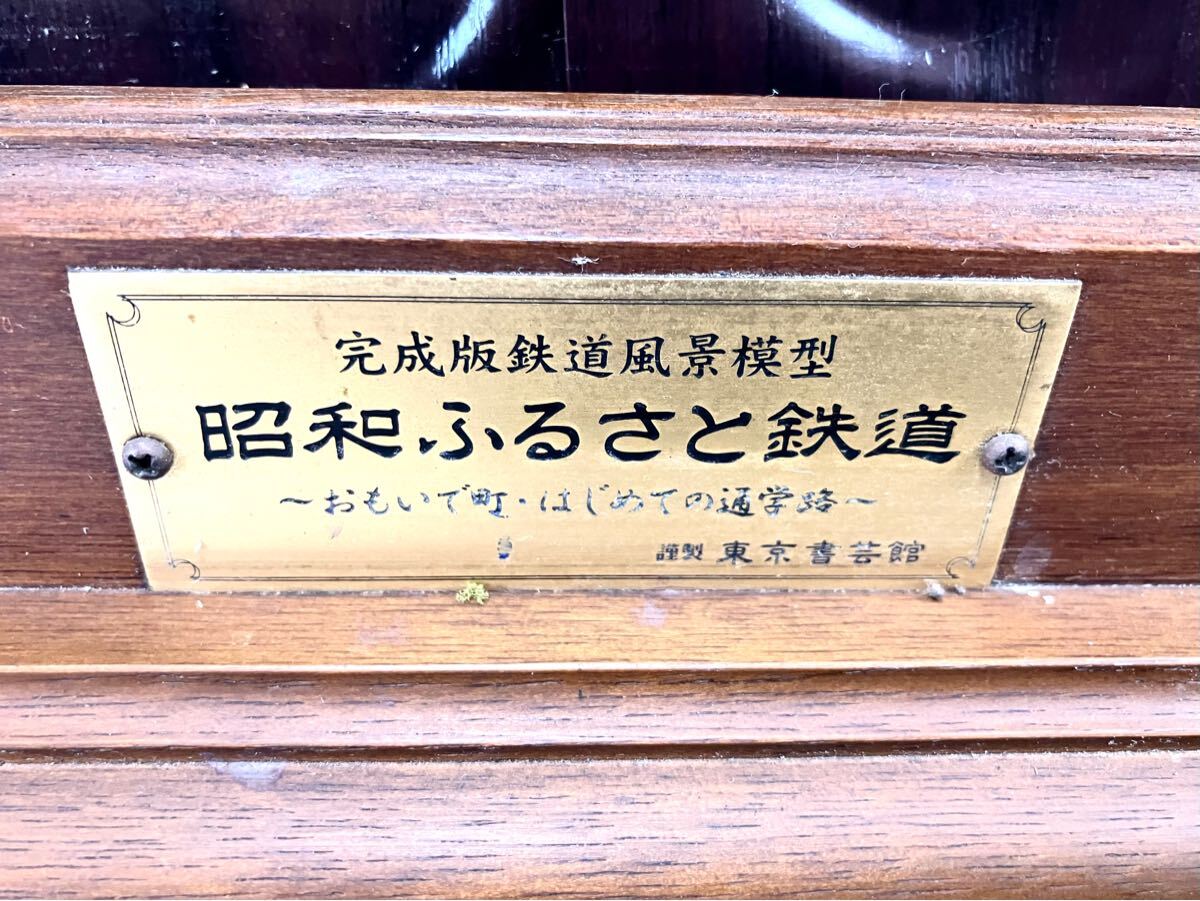 完成版鉄道風景模型
昭和ふるさと鉄道
～おもいで町・はじめての通学路～
謹製 東京書芸館